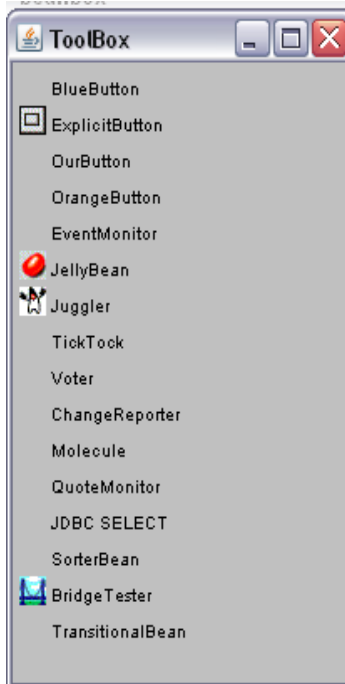 ToolBox
BlueButton
ExplicitButton
OurButton
OrangeButton
EventMonitor
JellyBean
Juggler
TickTock
Voter
ChangeReporter
Molecule
QuoteMonitor
JDBC SELECT
SorterBean
BridgeTester
TransitionalBean